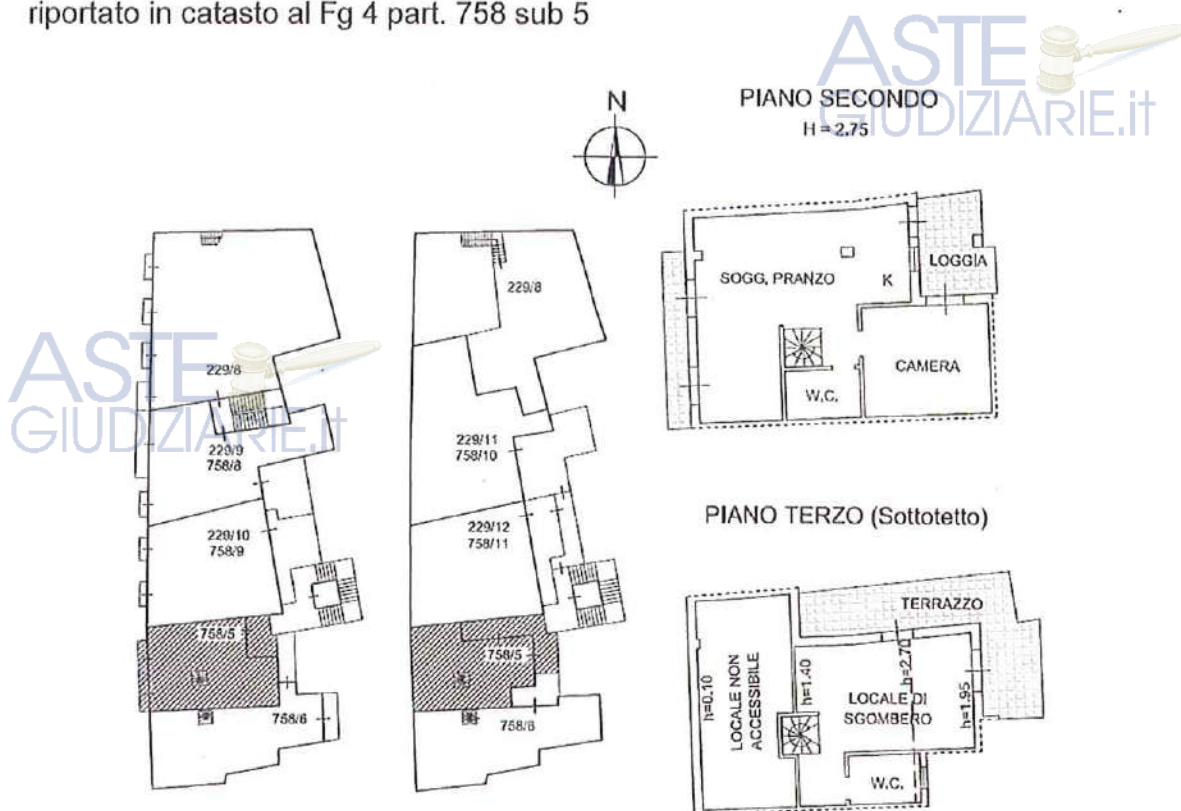 riportato in catasto al Fg 4 part. 758 sub 5
ASTE
GIUDIZIARIE.it
N
PIANO SECONDO
H = 2.75
229/8
229/9
758/8
229/10
758/9
758/5
758/6
229/8
229/11
758/10
229/12
758/11
758/5
758/6
SOGG. PRANZO
K
LOGGIA
CAMERA
W.C.
ASTE
GIUDIZIARIE.it
PIANO TERZO (Sottotetto)
TERRAZZO
h=0.10
LOCALE NON
ACCESSIBILE
h=1.40
h=2.70
LOCALE DI
SGOMBERO
h=1.95
W.C.